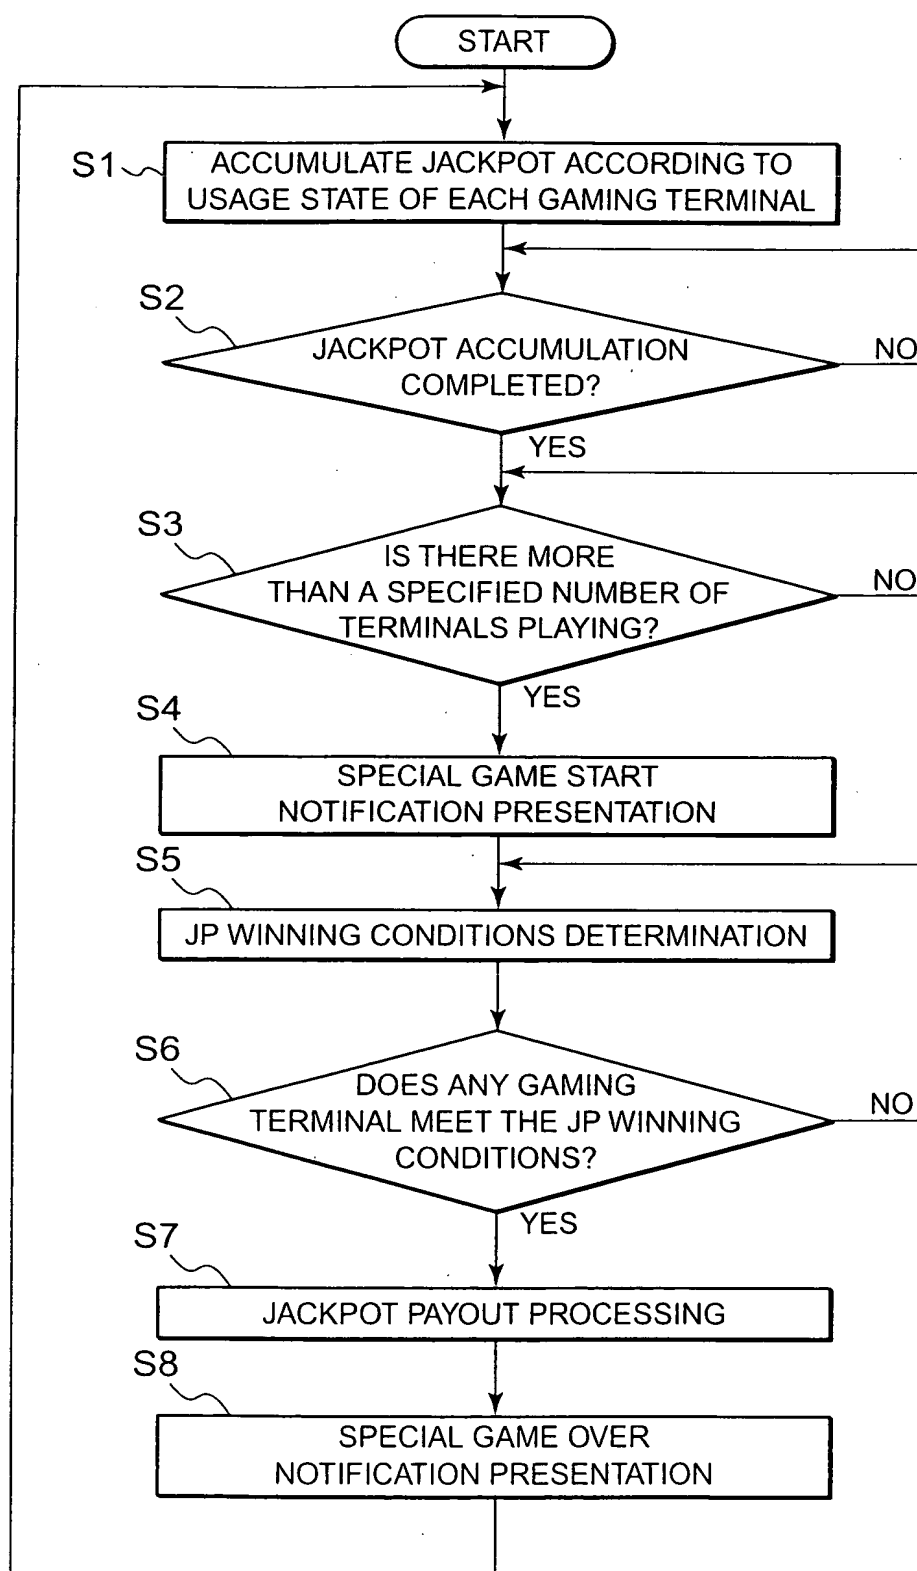 START
S1
ACCUMULATE JACKPOT ACCORDING TO
USAGE STATE OF EACH GAMING TERMINAL
S2
JACKPOT ACCUMULATION
COMPLETED?
NO
YES
S3
IS THERE MORE
THAN A SPECIFIED NUMBER OF
TERMINALS PLAYING?
NO
YES
S4
SPECIAL GAME START
NOTIFICATION PRESENTATION
S5
JP WINNING CONDITIONS DETERMINATION
S6
DOES ANY GAMING
TERMINAL MEET THE JP WINNING
CONDITIONS?
NO
YES
S7
JACKPOT PAYOUT PROCESSING
S8
SPECIAL GAME OVER
NOTIFICATION PRESENTATION